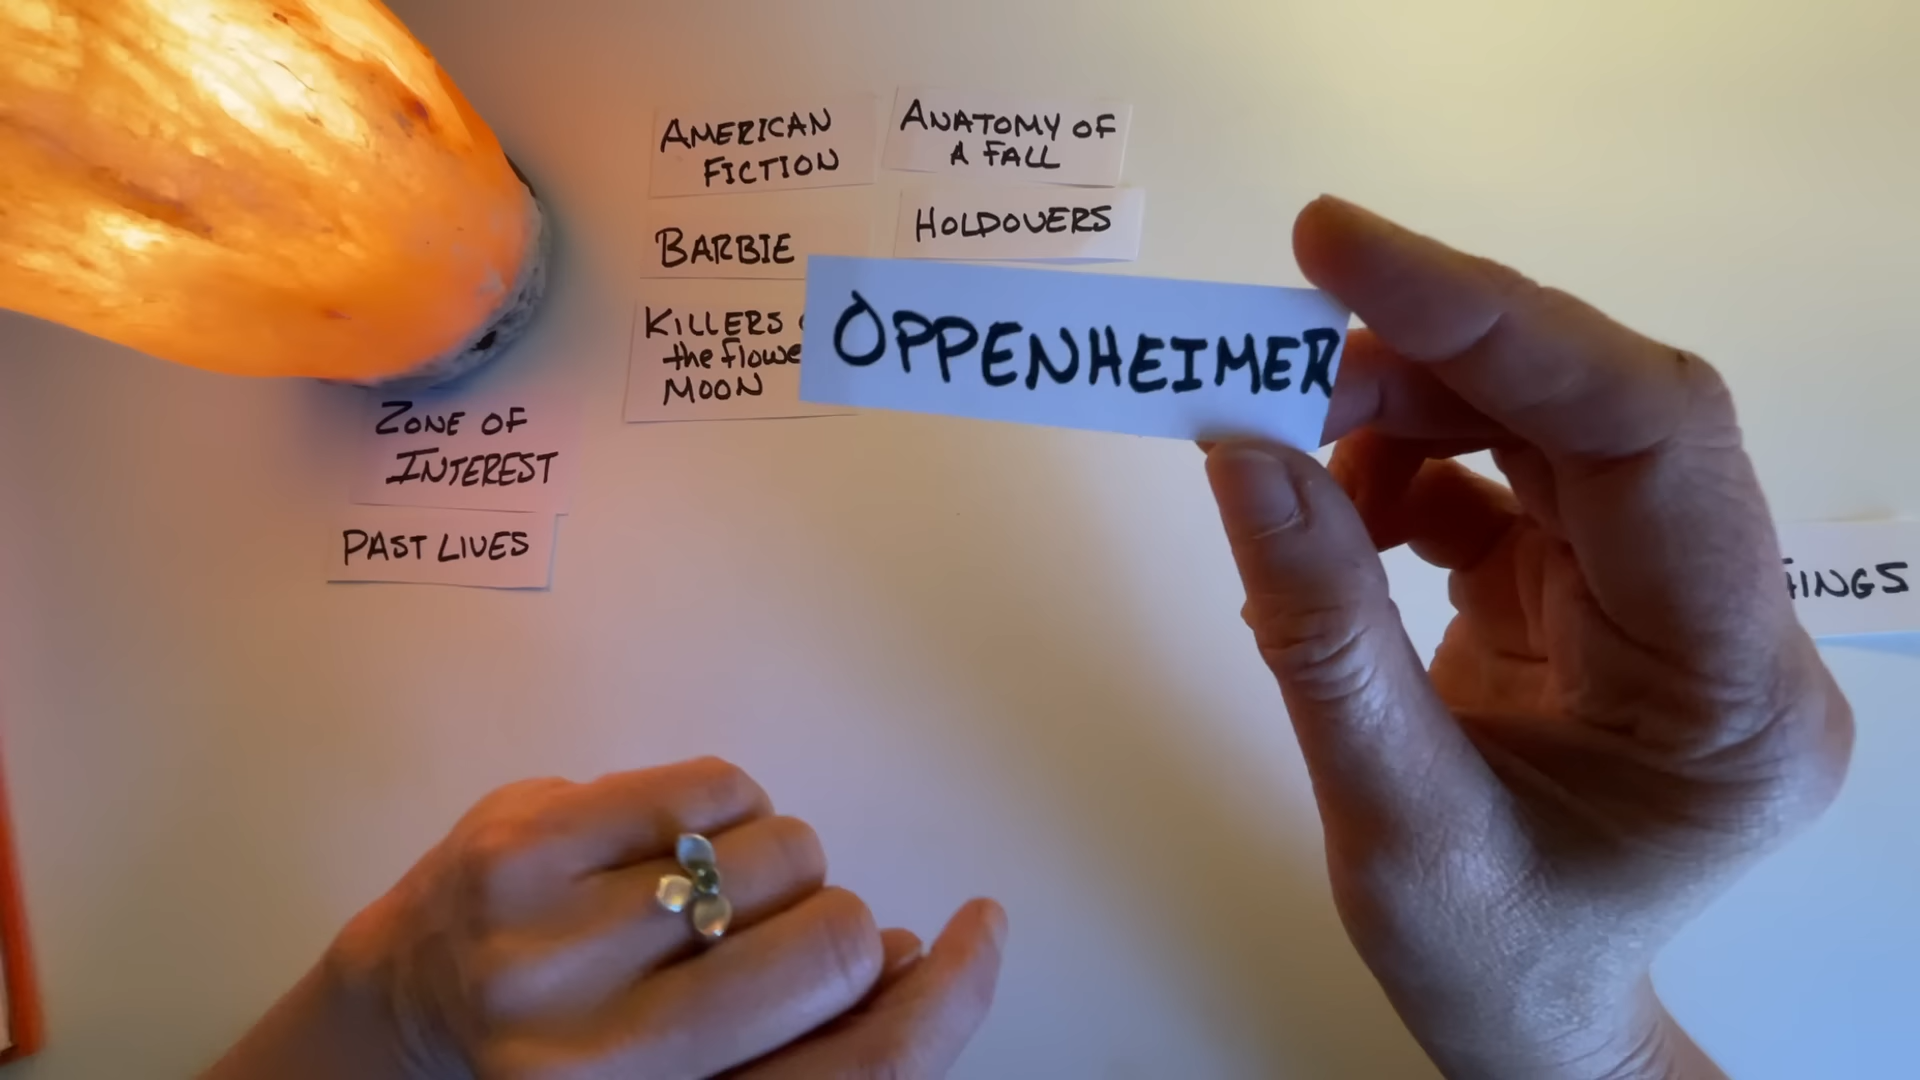 AMERICAN
FICTION
ANATOMY OF
A FALL
BARBIE
HOLDOVERS
KILLERS
the flowe
MOON
OPPENHEIMER
ZONE OF
INTEREST
PAST LIVES
INGS